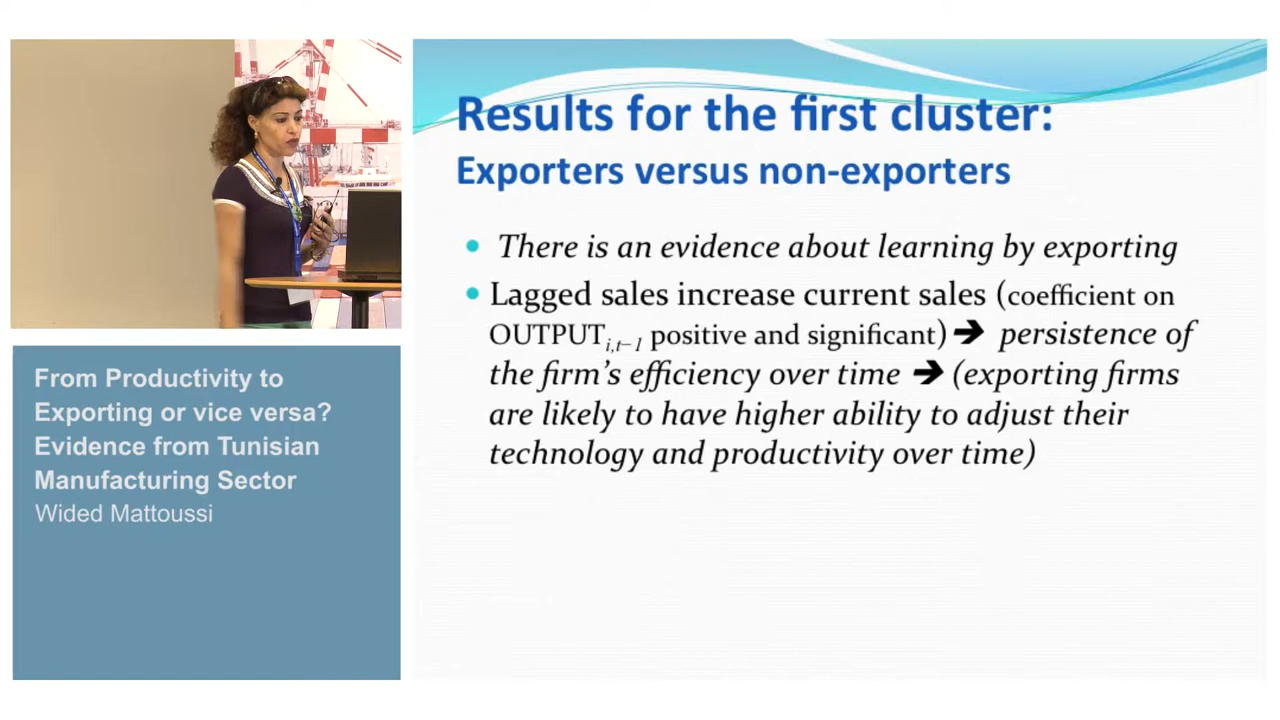 Results for the first cluster:
Exporters versus non-exporters
• There is an evidence about learning by exporting
• Lagged sales increase current sales (coefficient on
OUTPUTi,t−1 positive and significant)➔ persistence of
the firm's efficiency over time ➔ (exporting firms
are likely to have higher ability to adjust their
technology and productivity over time)
From Productivity to
Exporting or vice versa?
Evidence from Tunisian
Manufacturing Sector
Wided Mattoussi